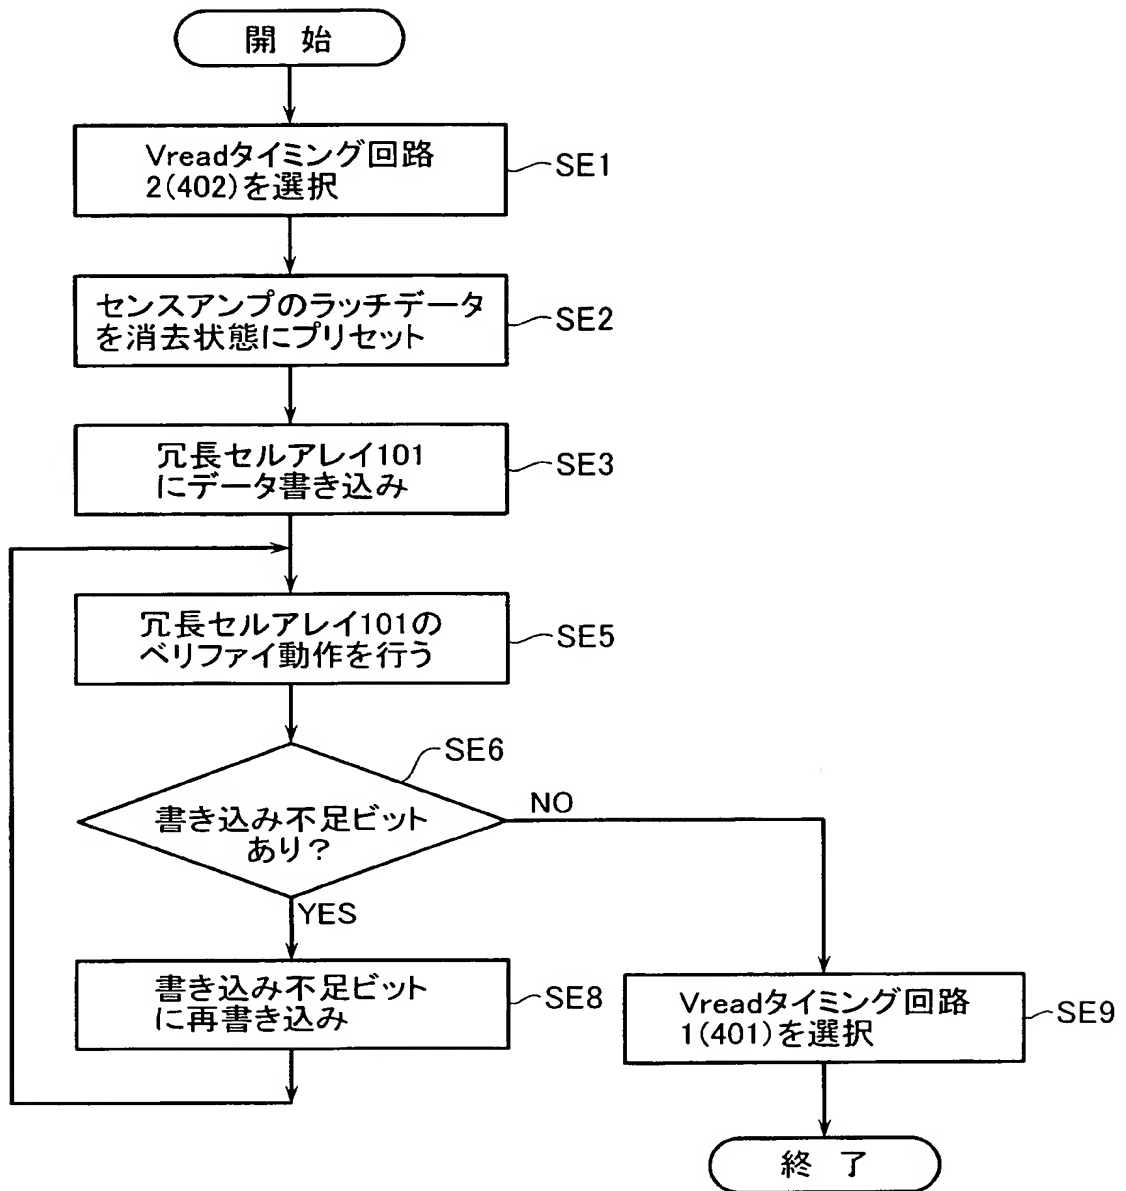 開 始
Vreadタイミング回路
2(402)を選択
SE1
センスアンプのラッチデータ
を消去状態にプリセット
SE2
冗長セルアレイ101
にデータ書き込み
SE3
冗長セルアレイ101の
ベリファイ動作を行う
SE5
SE6
書き込み不足ビット
あり?
NO
YES
書き込み不足ビット
に再書き込み
SE8
Vreadタイミング回路
1(401)を選択
SE9
終 了